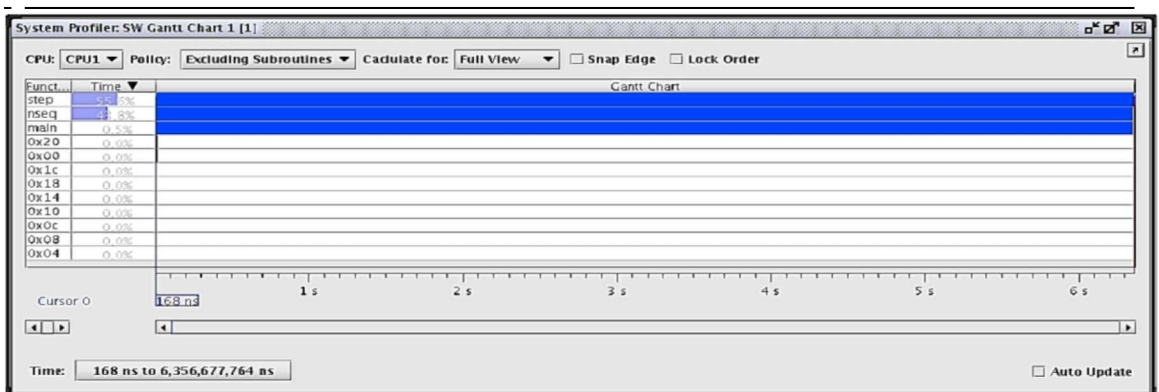 System Profiler: SW Gantt Chart 1 [1]
CPU: CPU1 Policy: Excluding Subroutines Caclulate for: Full View Snap Edge Lock Order
Funct... Time ▼ Gantt Chart
step 55.6%
nseq 43.8%
main 0.5%
0x20 0.0%
0x00 0.0%
0x1c 0.0%
0x18 0.0%
0x14 0.0%
0x10 0.0%
0x0c 0.0%
0x08 0.0%
0x04 0.0%
1 s 2 s 3 s 4 s 5 s 6 s
Cursor 0 168 ns
Time: 168 ns to 6,356,677,764 ns Auto Update